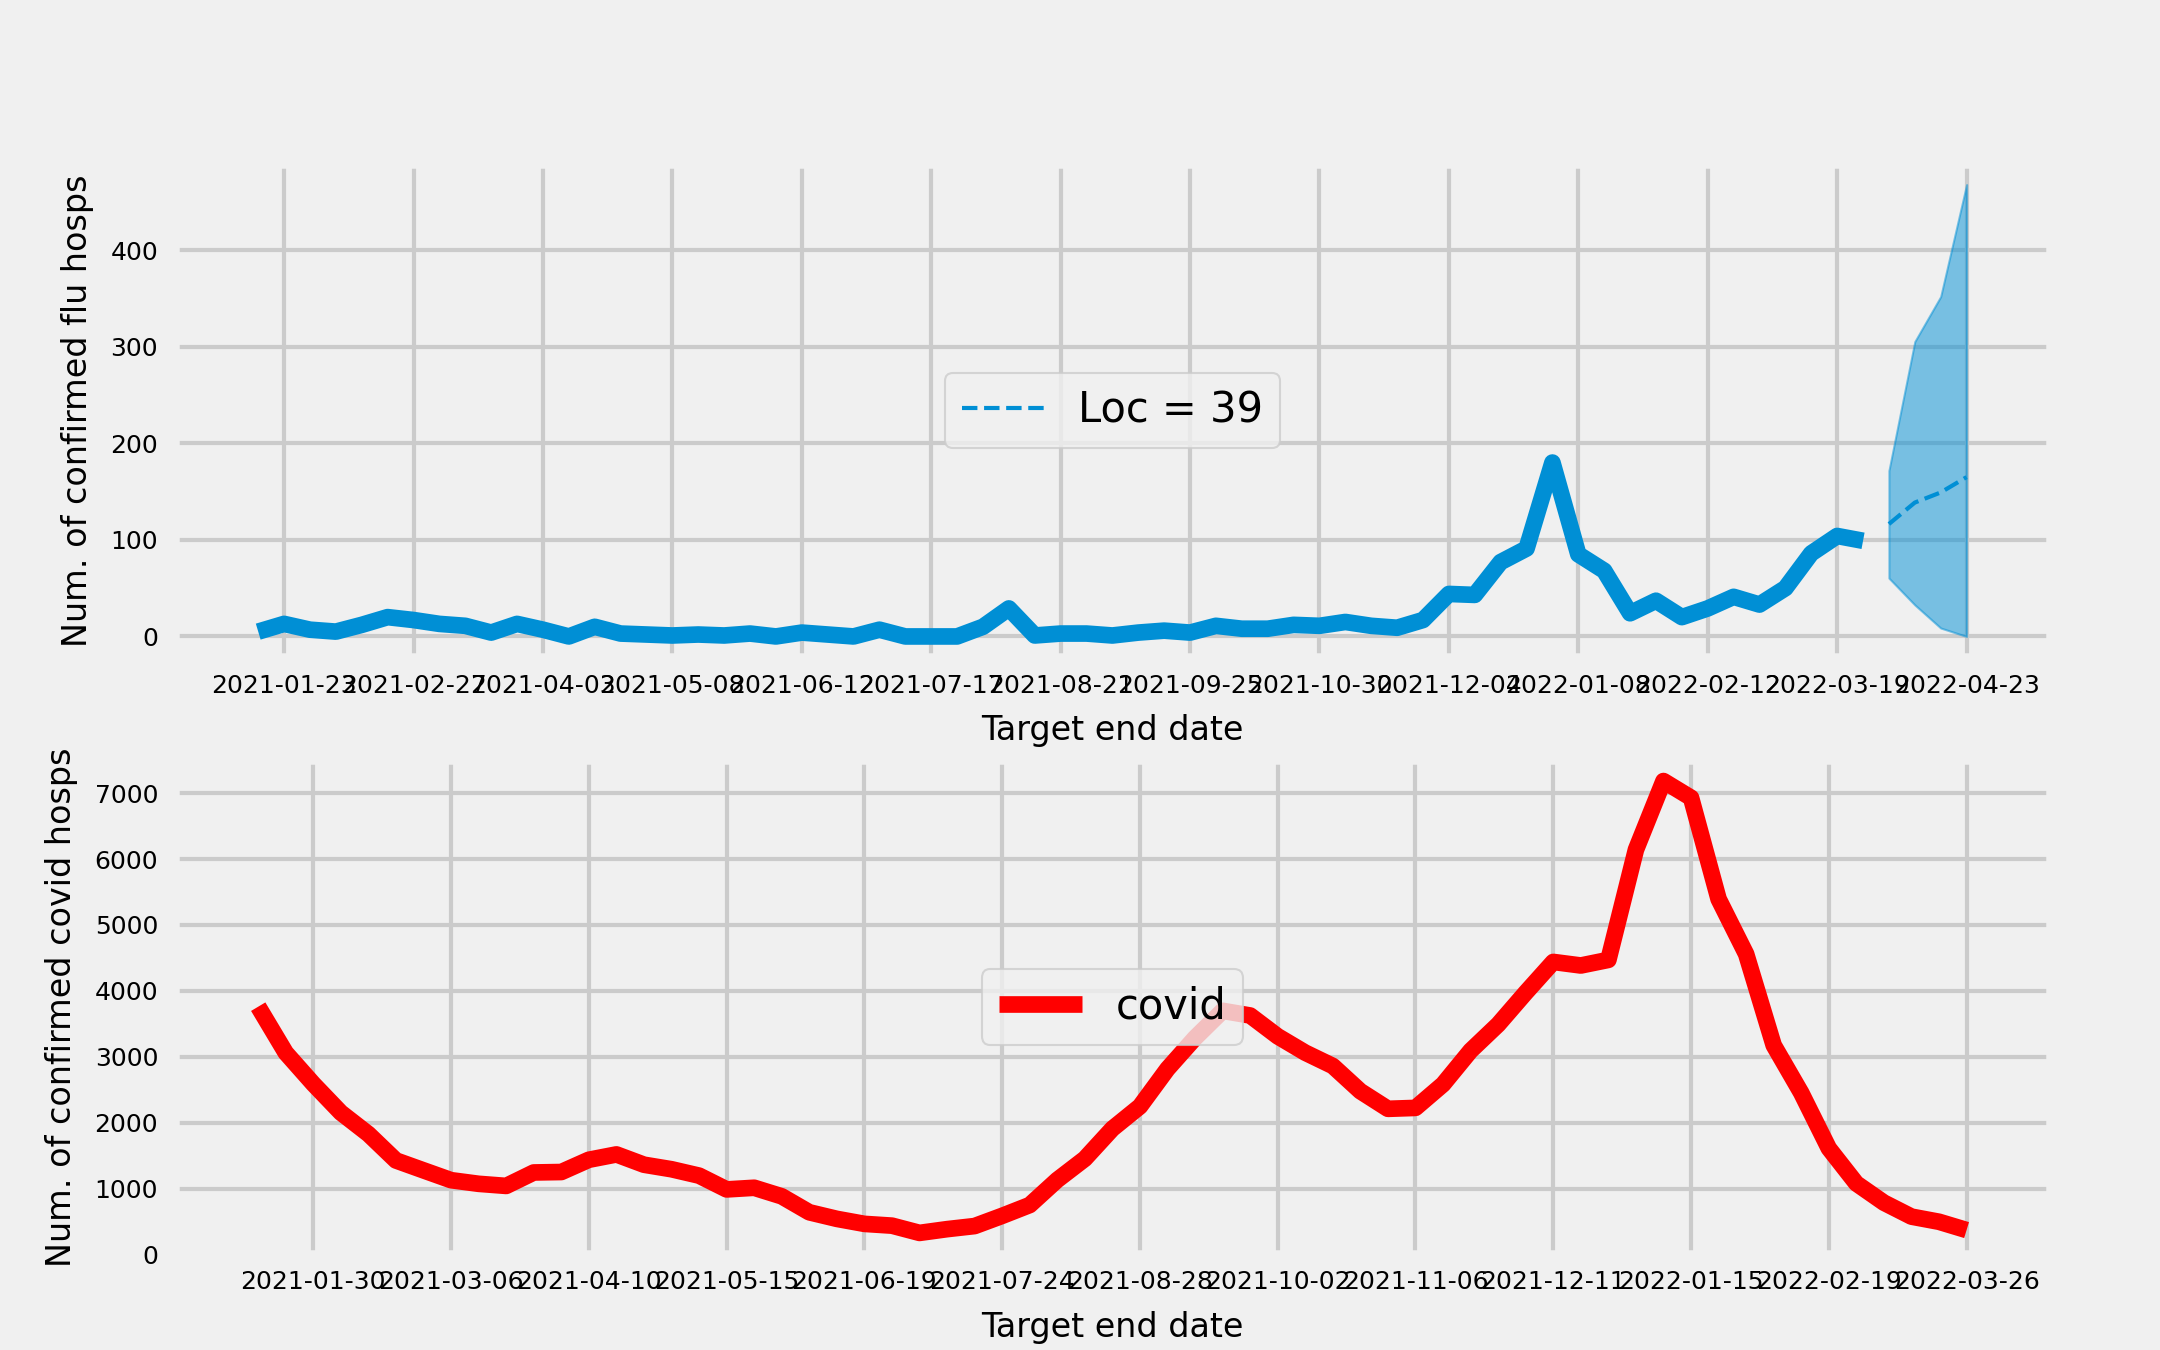 Num. of confirmed flu hosps
400
300
200
100
0
Loc = 39
2021-01-23 2021-02-27 2021-04-03 2021-05-08 2021-06-12 2021-07-17 2021-08-21 2021-09-25 2021-10-30 2021-12-04 2022-01-08 2022-02-12 2022-03-19 2022-04-23
Target end date
Num. of confirmed covid hosps
7000
6000
5000
4000
3000
2000
1000
0
covid
2021-01-30 2021-03-06 2021-04-10 2021-05-15 2021-06-19 2021-07-24 2021-08-28 2021-10-02 2021-11-06 2021-12-11 2022-01-15 2022-02-19 2022-03-26
Target end date